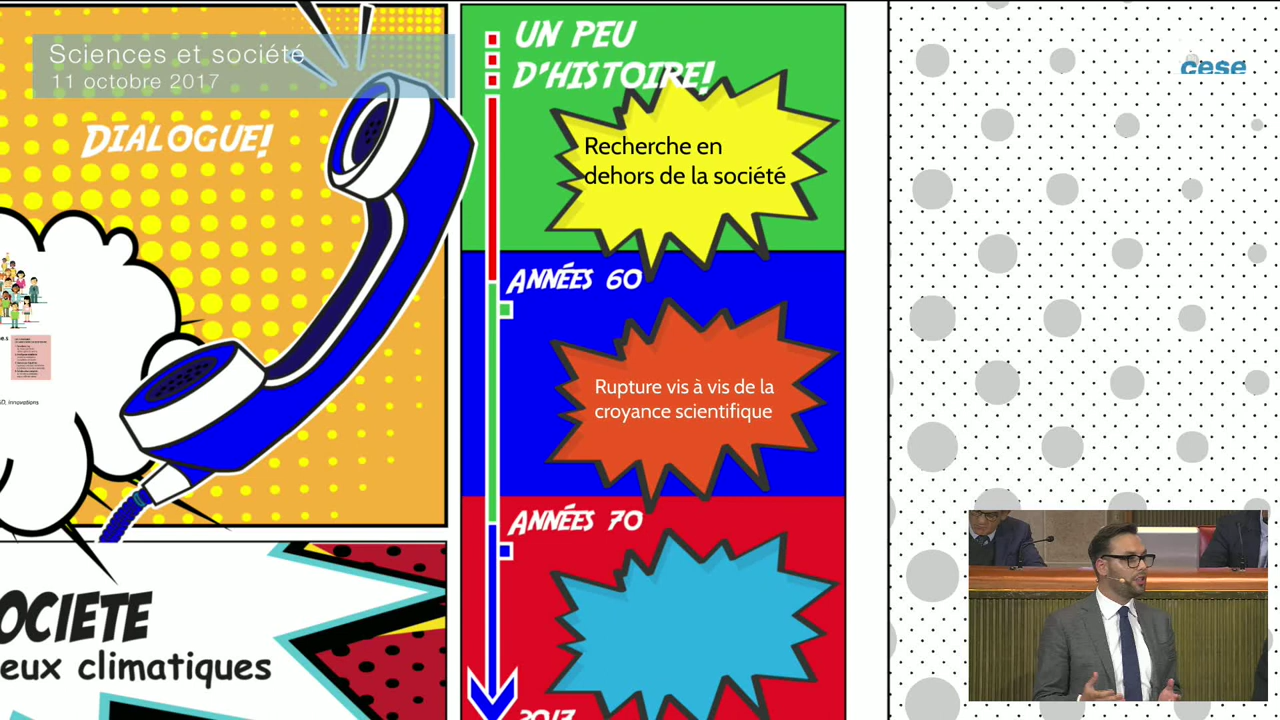 Sciences et société
11 octobre 2017
cese
DIALOGUE!
UN PEU
D'HISTOIRE!
Recherche en
dehors de la société
ANNÉES 60
Rupture vis à vis de la
croyance scientifique
ANNÉES 70
2017
OCIETE
eux climatiques